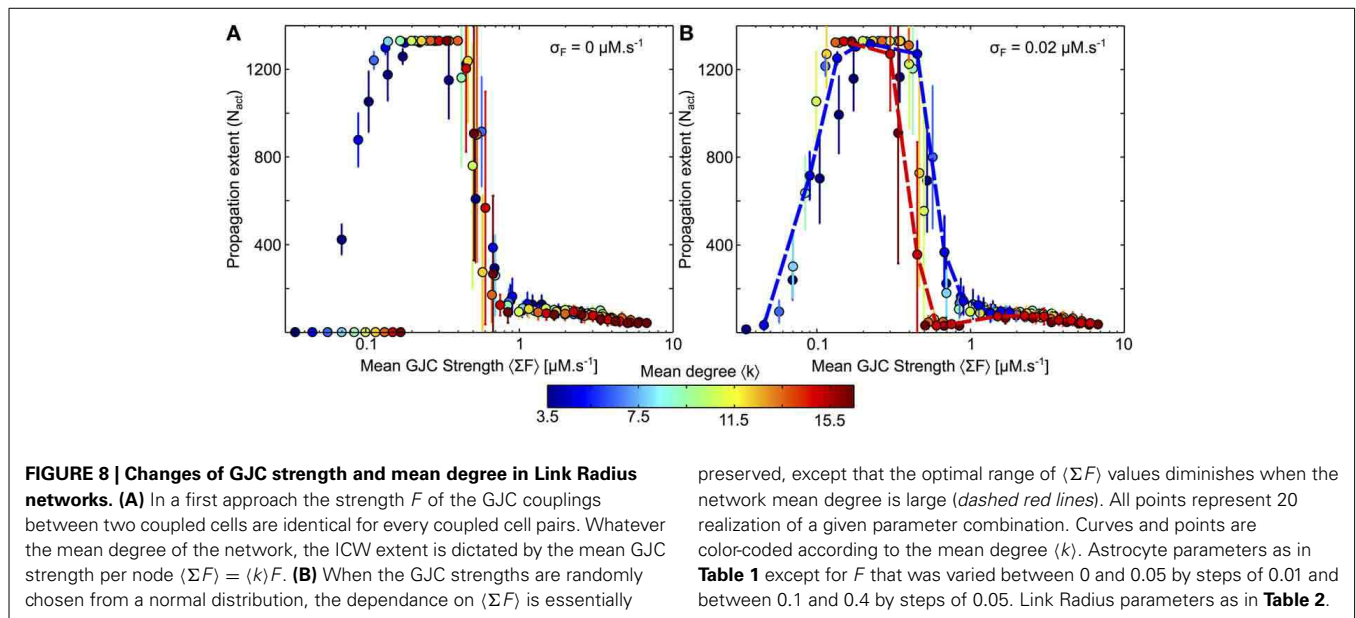 A
B
σF = 0 µM.s-1
σF = 0.02 µM.s-1
Propagation extent (Nact)
Propagation extent (Nact)
1200
1200
800
800
400
400
0.1
1
10
0.1
1
10
Mean GJC Strength ⟨ΣF⟩ [µM.s-1]
Mean GJC Strength ⟨ΣF⟩ [µM.s-1]
Mean degree ⟨k⟩
3.5
7.5
11.5
15.5
FIGURE 8 | Changes of GJC strength and mean degree in Link Radius
networks. (A) In a first approach the strength F of the GJC couplings
between two coupled cells are identical for every coupled cell pairs. Whatever
the mean degree of the network, the ICW extent is dictated by the mean GJC
strength per node ⟨ΣF⟩ = ⟨k⟩F. (B) When the GJC strengths are randomly
chosen from a normal distribution, the dependance on ⟨ΣF⟩ is essentially
preserved, except that the optimal range of ⟨ΣF⟩ values diminishes when the
network mean degree is large (dashed red lines). All points represent 20
realization of a given parameter combination. Curves and points are
color-coded according to the mean degree ⟨k⟩. Astrocyte parameters as in
Table 1 except for F that was varied between 0 and 0.05 by steps of 0.01 and
between 0.1 and 0.4 by steps of 0.05. Link Radius parameters as in Table 2.